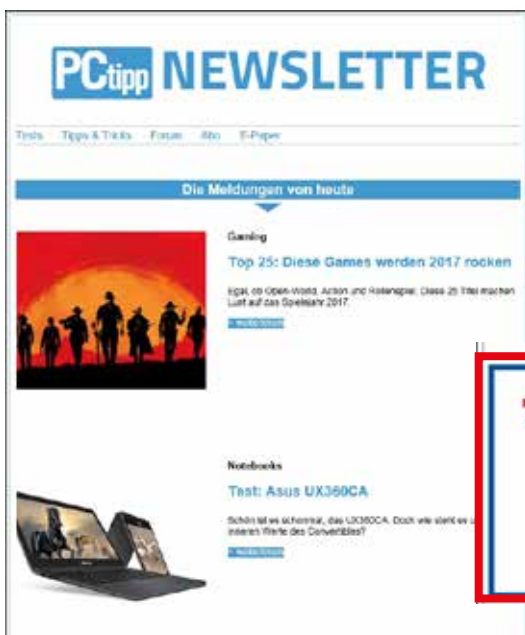 PCtipp NEWSLETTER
Tests Tipps & Tricks Forum Abo E-Paper
Die Meldungen von heute
Gaming
Top 25: Diese Games werden 2017 rocken
Egal, ob Open-World, Action und Rollenspiel: Diese 25 Titel machen
Lust auf das Spielejahr 2017.
» weiterlesen
Notebooks
Test: Asus UX360CA
Schön ist es schonmal, das UX360CA. Doch wie steht es
inneren Werte des Convertibles?
» weiterlesen